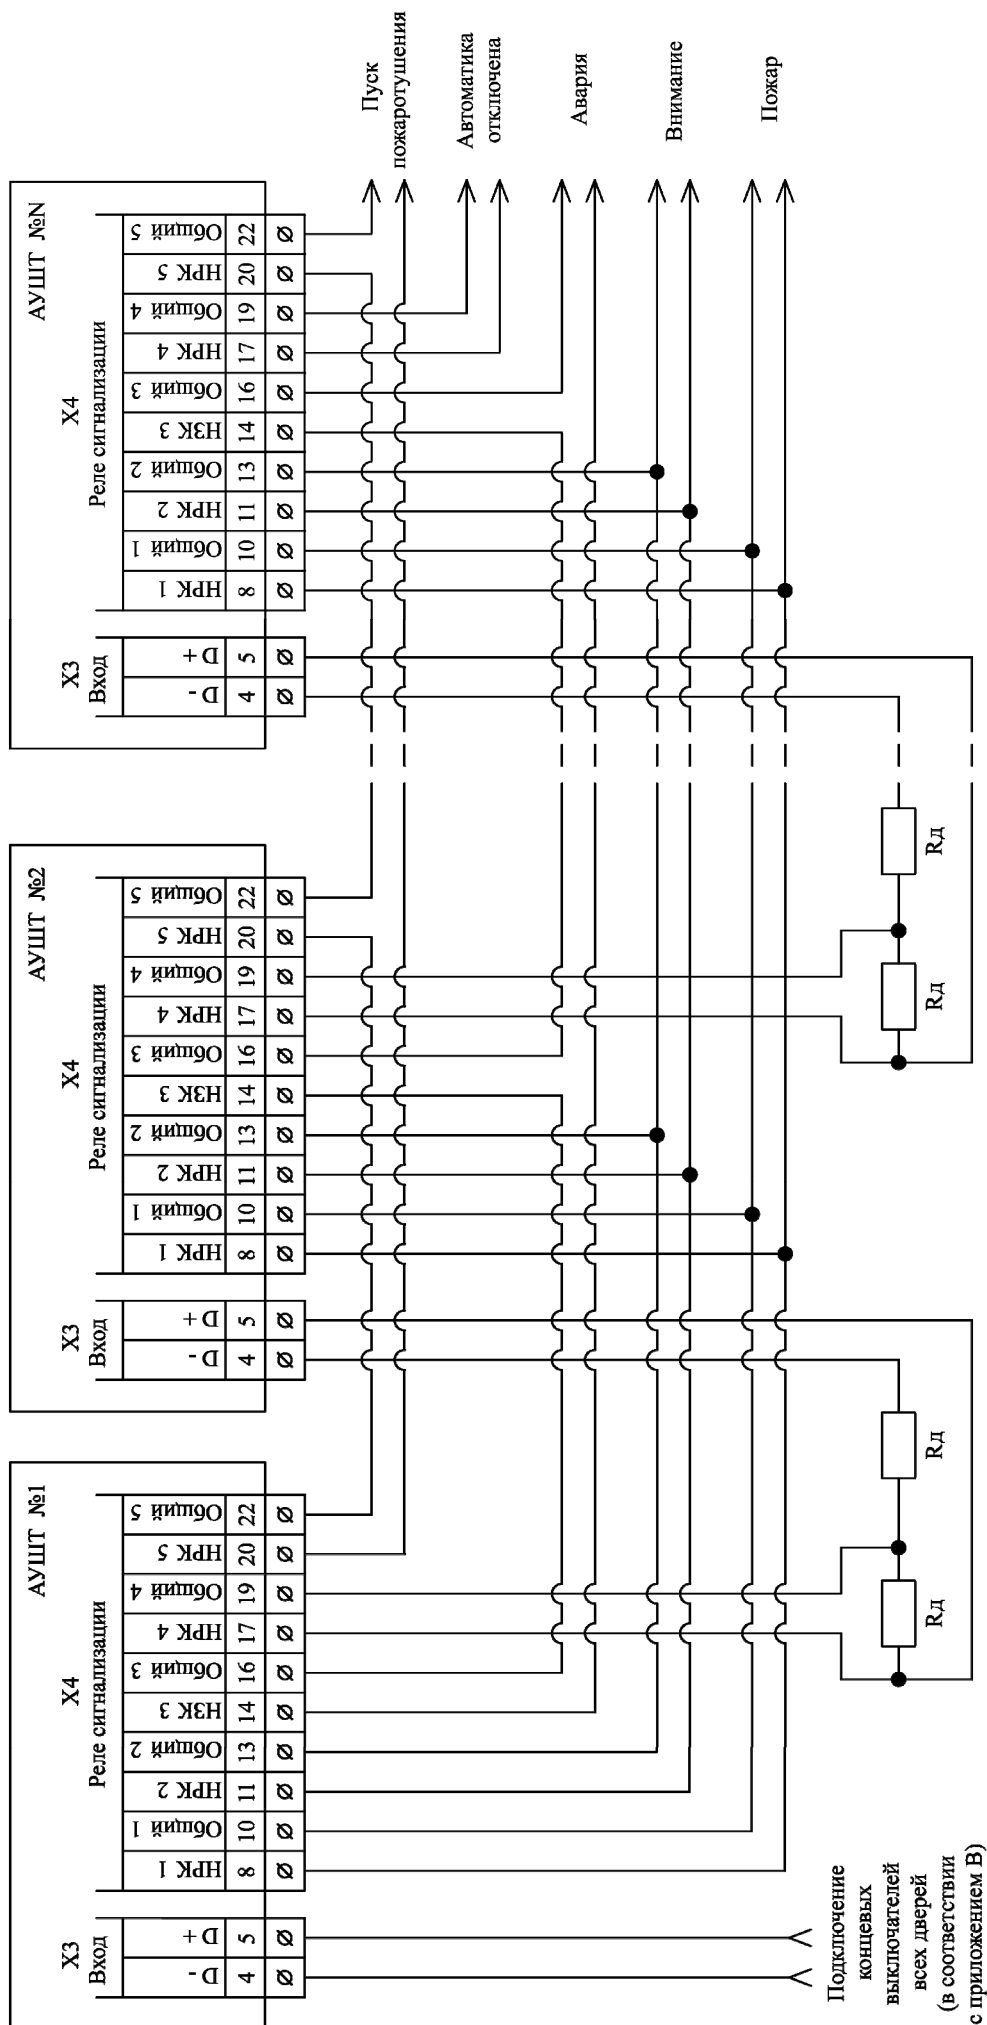 АУШТ №1
X3
Вход
D -
4
D +
5
X4
Реле сигнализации
НРК 1
8
Общий 1
10
НРК 2
11
Общий 2
13
НЗК 3
14
Общий 3
16
НРК 4
17
Общий 4
19
НРК 5
20
Общий 5
22
АУШТ №2
X3
Вход
D -
4
D +
5
X4
Реле сигнализации
НРК 1
8
Общий 1
10
НРК 2
11
Общий 2
13
НЗК 3
14
Общий 3
16
НРК 4
17
Общий 4
19
НРК 5
20
Общий 5
22
АУШТ №N
X3
Вход
D -
4
D +
5
X4
Реле сигнализации
НРК 1
8
Общий 1
10
НРК 2
11
Общий 2
13
НЗК 3
14
Общий 3
16
НРК 4
17
Общий 4
19
НРК 5
20
Общий 5
22
Пуск
пожаротушения
Автоматика
отключена
Авария
Внимание
Пожар
Rд
Rд
Rд
Rд
Подключение
концевых
выключателей
всех дверей
(в соответствии
с приложением В)